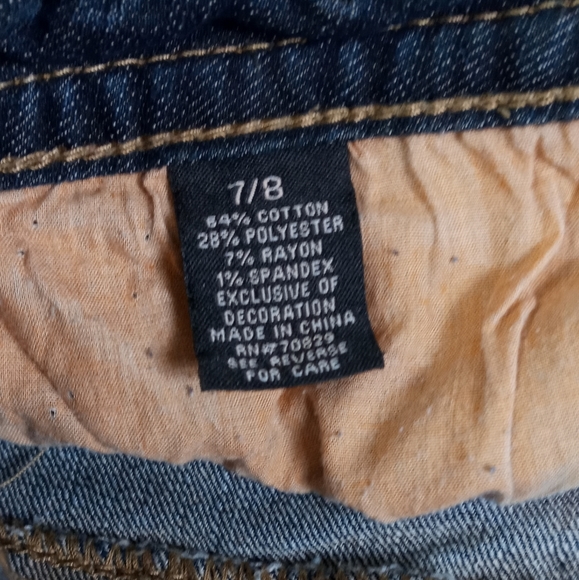 7/8
64% COTTON
28% POLYESTER
7% RAYON
1% SPANDEX
EXCLUSIVE OF
DECORATION
MADE IN CHINA
RN# 70829
SEE REVERSE
FOR CARE